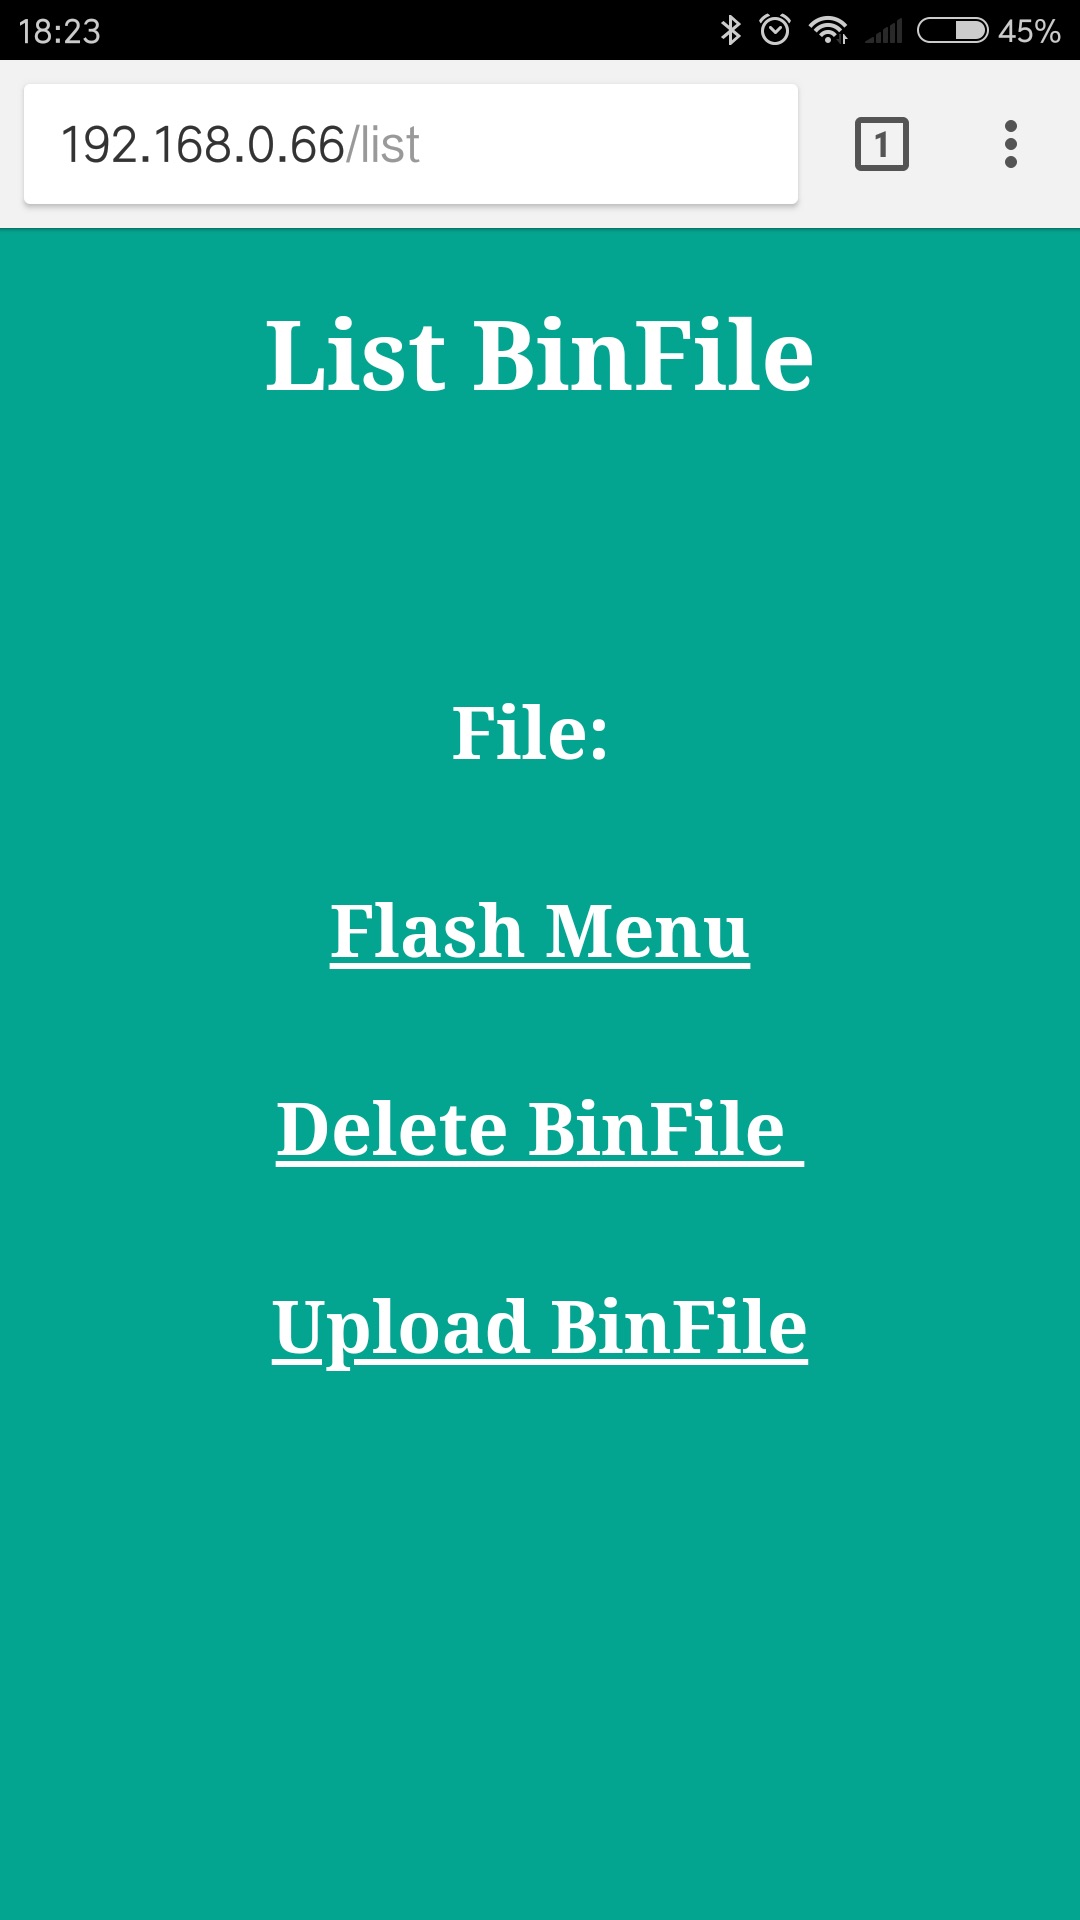 18:23
45%
192.168.0.66/list
1
List BinFile
File:
Flash Menu
Delete BinFile
Upload BinFile